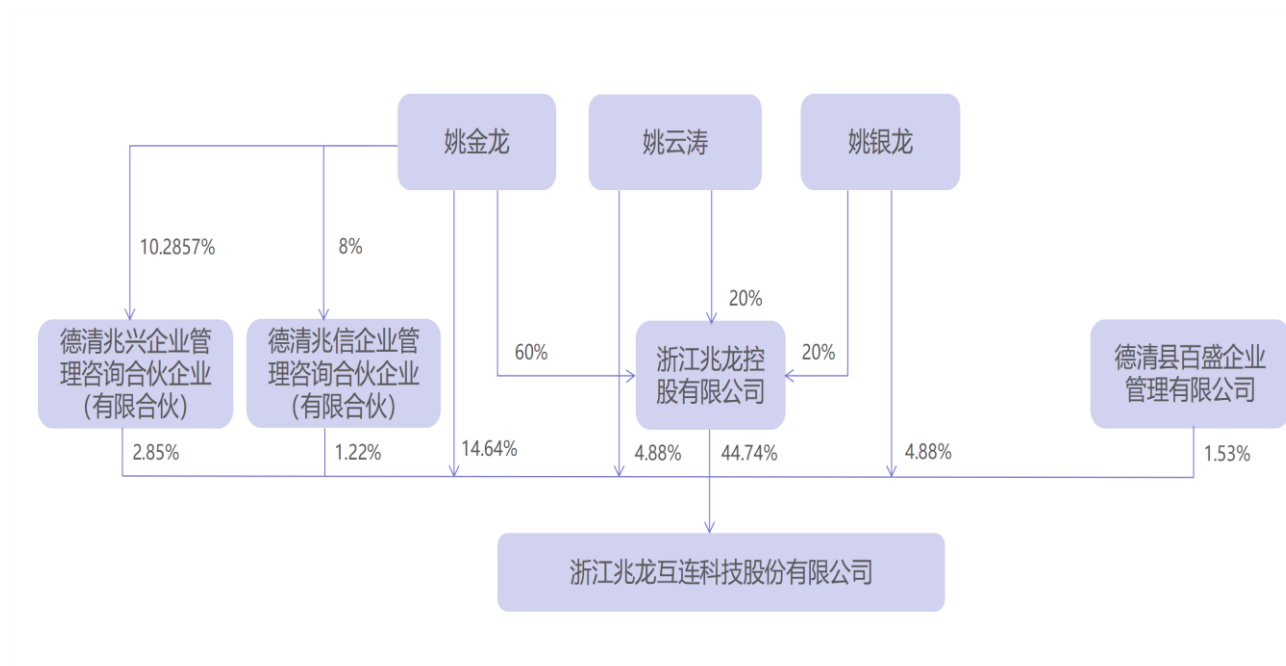 姚金龙
姚云涛
姚银龙
10.2857%
8%
20%
60%
20%
德清兆兴企业管
理咨询合伙企业
(有限合伙)
德清兆信企业管
理咨询合伙企业
(有限合伙)
浙江兆龙控
股有限公司
德清县百盛企业
管理有限公司
2.85%
1.22%
14.64%
4.88%
44.74%
4.88%
1.53%
浙江兆龙互连科技股份有限公司